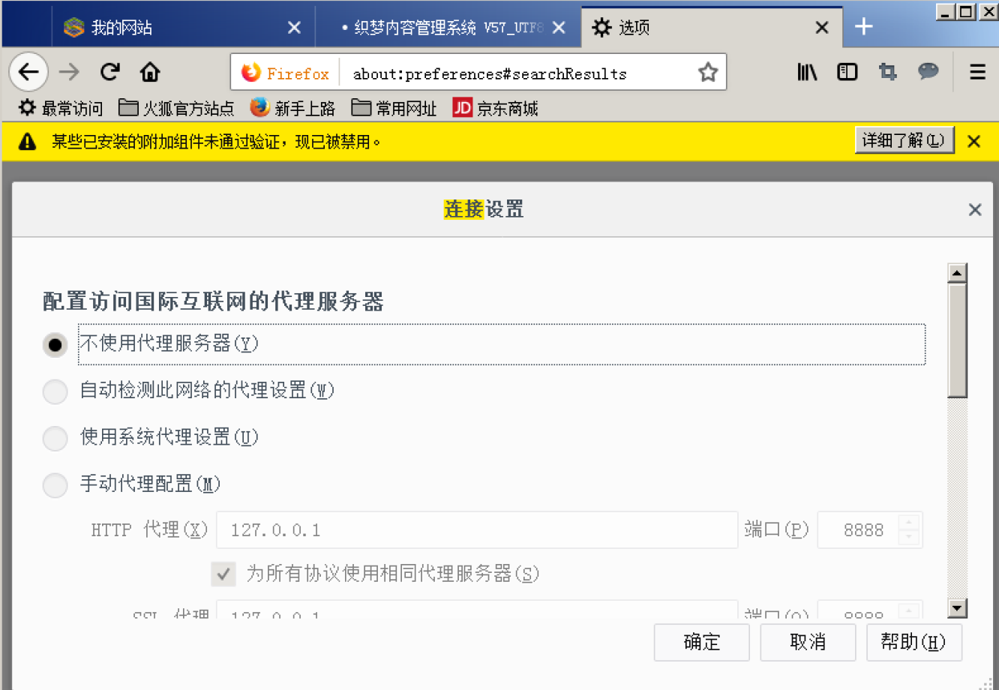 我的网站
• 织梦内容管理系统 V57_UTF8
选项
Firefox about:preferences#searchResults
最常访问 火狐官方站点 新手上路 常用网址 JD 京东商城
某些已安装的附加组件未通过验证，现已被禁用。 详细了解(L)
连接设置
配置访问国际互联网的代理服务器
不使用代理服务器(Y)
自动检测此网络的代理设置(W)
使用系统代理设置(U)
手动代理配置(M)
HTTP 代理(X) 127.0.0.1 端口(P) 8888
为所有协议使用相同代理服务器(S)
SSL 代理 127.0.0.1 端口(O) 8888
确定 取消 帮助(H)